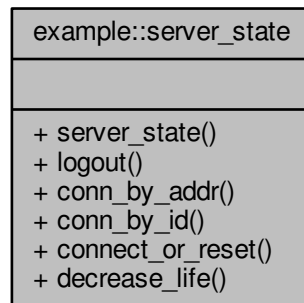 example::server_state
+ server_state()
+ logout()
+ conn_by_addr()
+ conn_by_id()
+ connect_or_reset()
+ decrease_life()